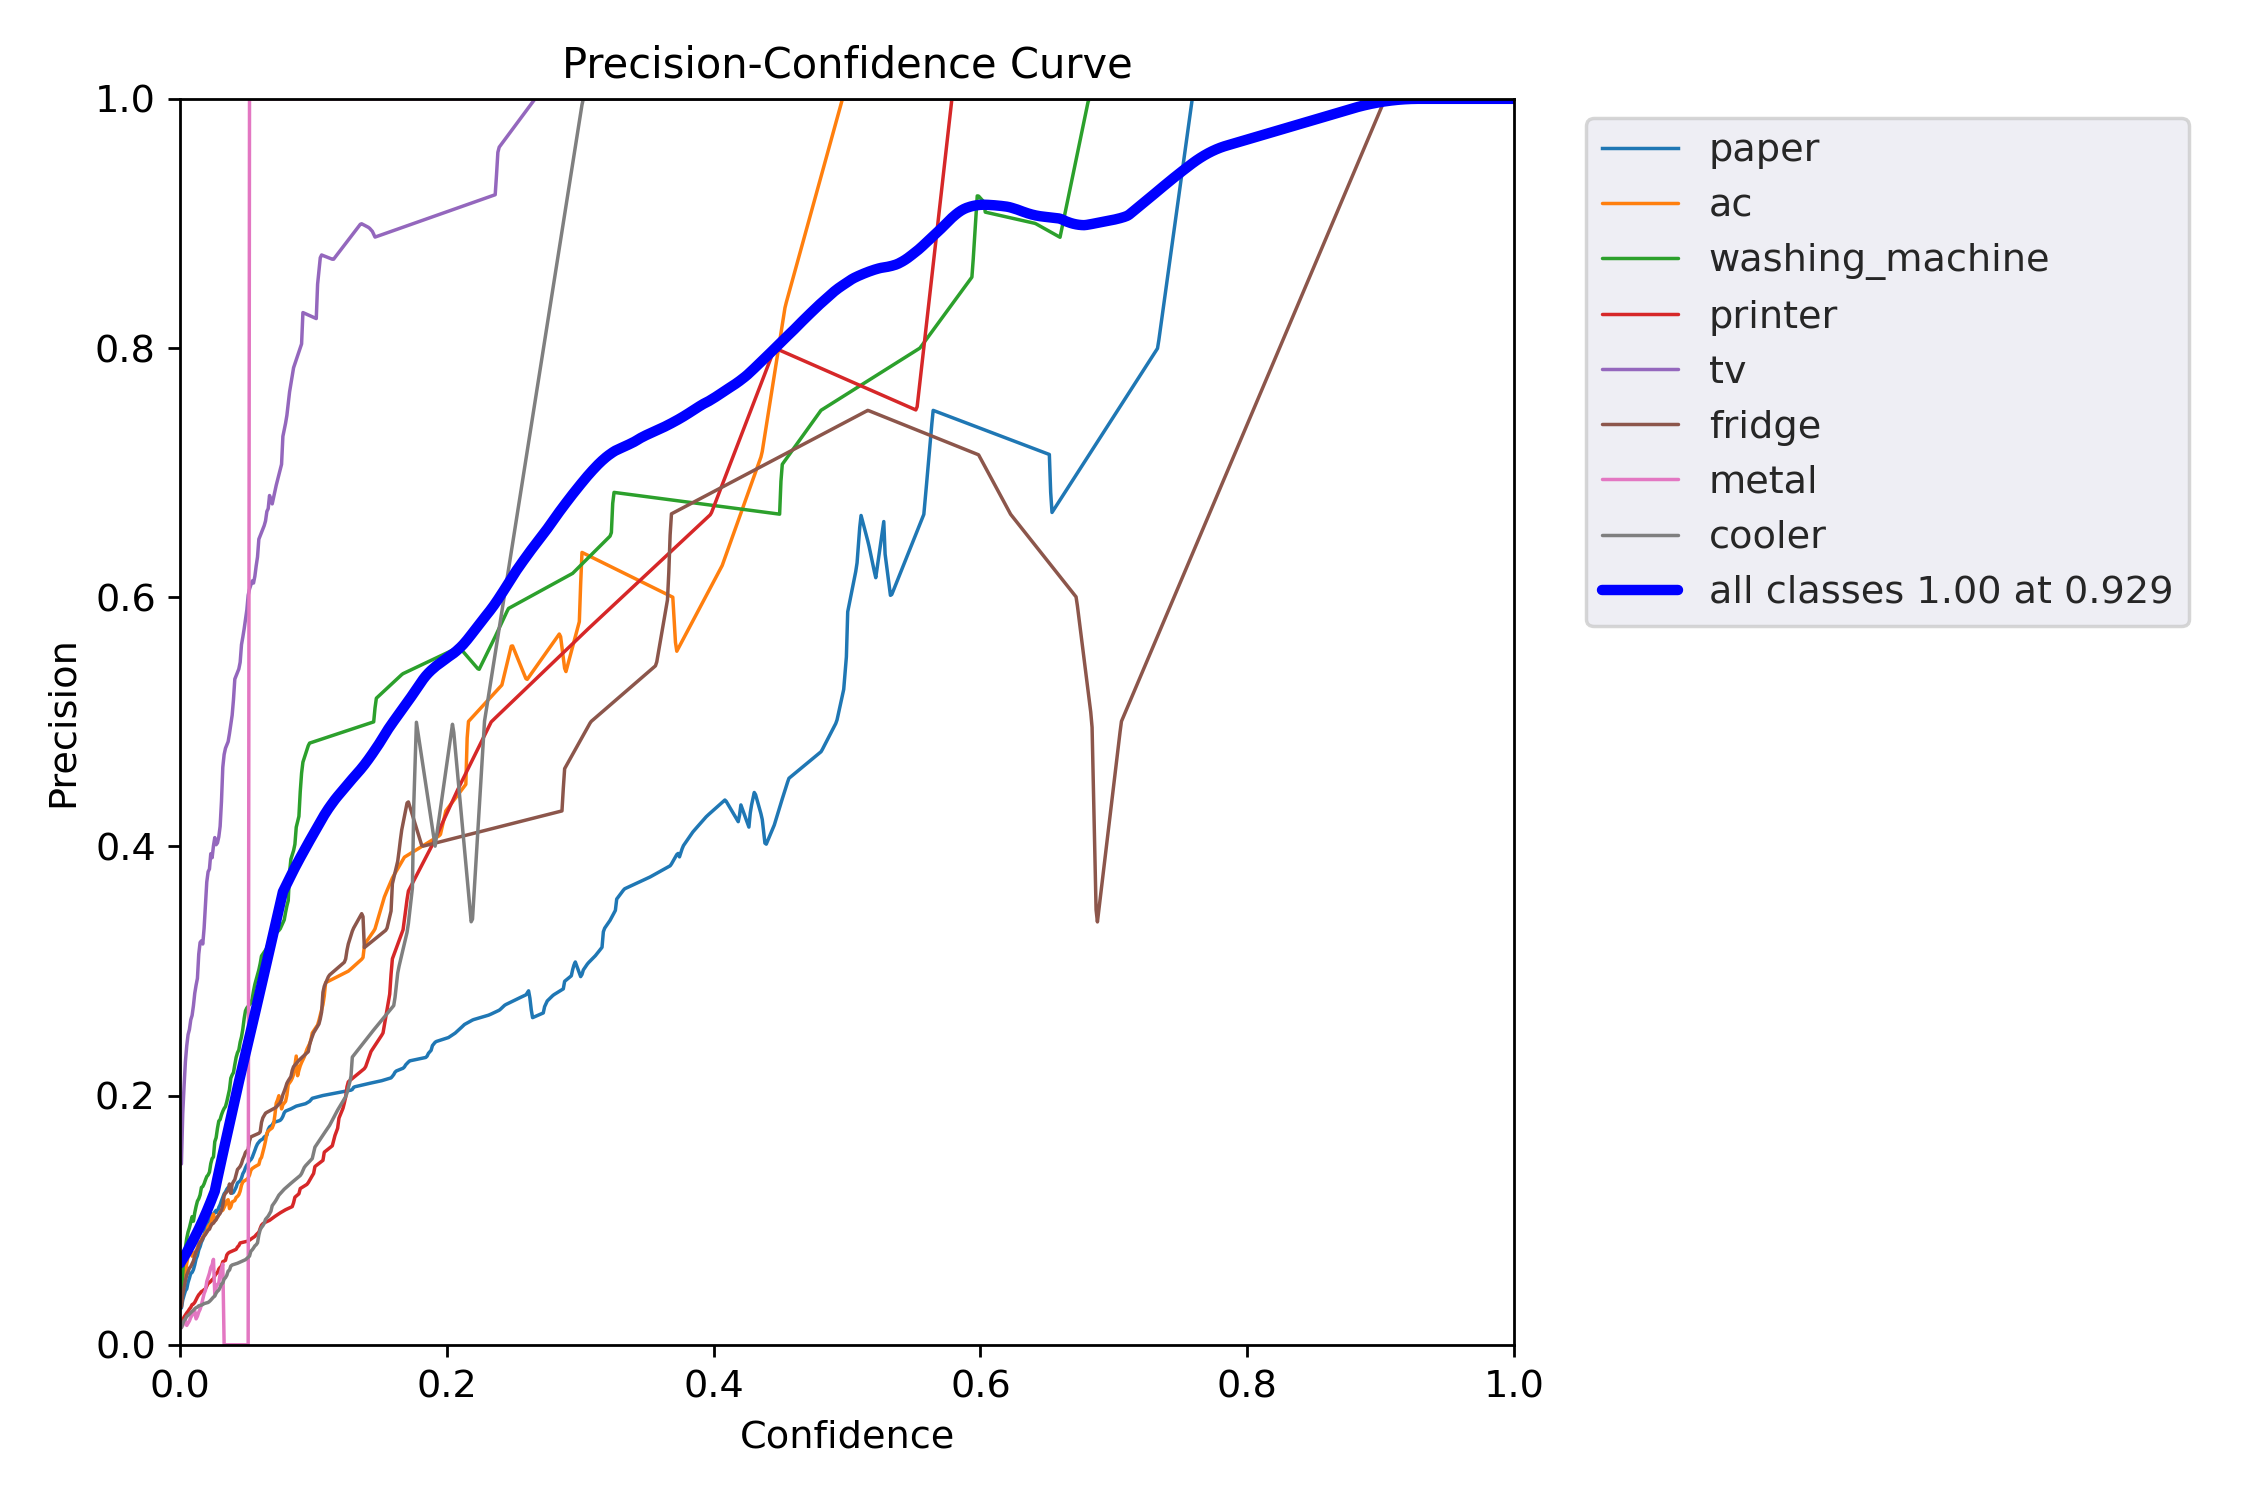 Precision-Confidence Curve
1.0
0.8
0.6
0.4
0.2
0.0
Precision
0.0 0.2 0.4 0.6 0.8 1.0
Confidence
paper
ac
washing_machine
printer
tv
fridge
metal
cooler
all classes 1.00 at 0.929